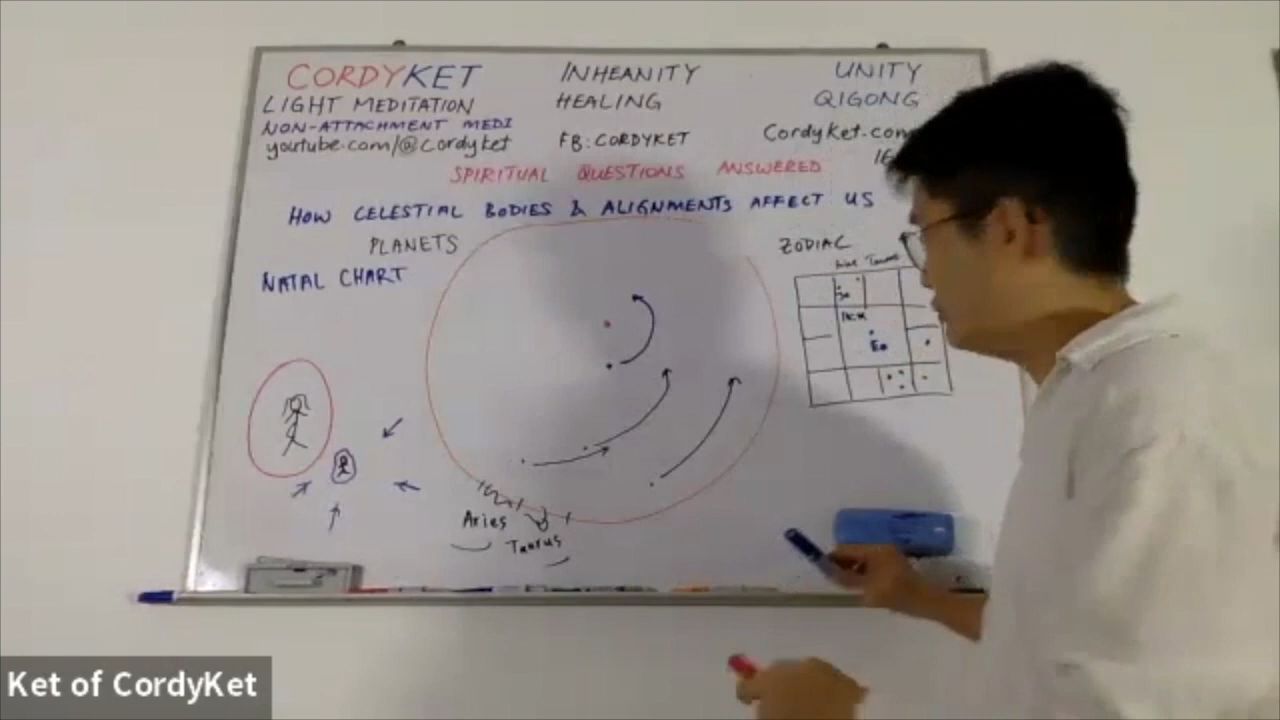 CORDYKET INHEANITY UNITY
LIGHT MEDITATION HEALING QIGONG
NON-ATTACHMENT MEDI
youtube.com/@Cordyket FB: CORDYKET CordyKet.com
16
SPIRITUAL QUESTIONS ANSWERED
HOW CELESTIAL BODIES & ALIGNMENTS AFFECT US
PLANETS
ZODIAC
NATAL CHART
Aries
Taurus
Ket of CordyKet